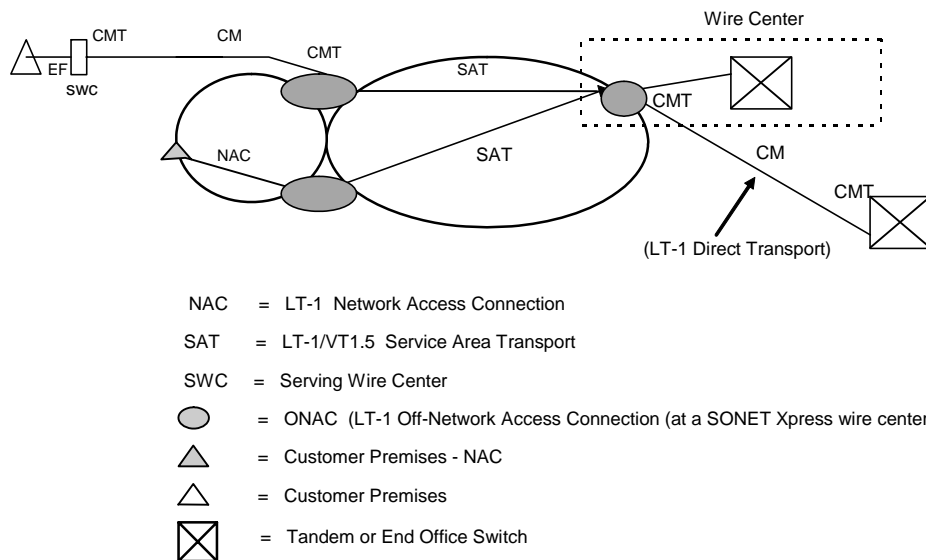 Wire Center
CMT CM CMT SAT
EF
swc
CMT
NAC SAT CM
CMT
(LT-1 Direct Transport)
NAC = LT-1 Network Access Connection
SAT = LT-1/VT1.5 Service Area Transport
SWC = Serving Wire Center
= ONAC (LT-1 Off-Network Access Connection (at a SONET Xpress wire center
= Customer Premises - NAC
= Customer Premises
= Tandem or End Office Switch